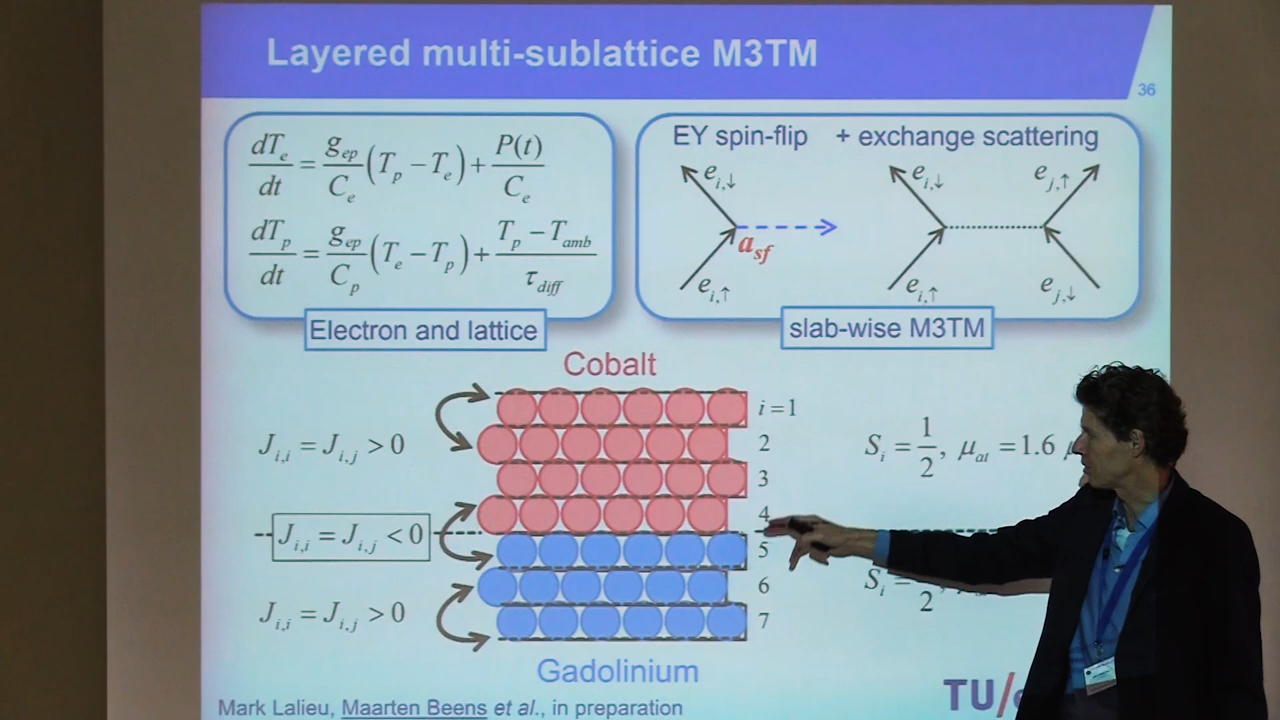 Layered multi-sublattice M3TM
36
dT_e/dt = g_ep/C_e (T_p − T_e) + P(t)/C_e
dT_p/dt = g_ep/C_p (T_e − T_p) + (T_p − T_amb)/τ_diff
Electron and lattice
EY spin-flip + exchange scattering
e_i,↓ e_i,↓ e_j,↑
a_sf
e_i,↑ e_i,↑ e_j,↓
slab-wise M3TM
Cobalt
i = 1
J_i,i = J_i,j > 0
2
S_i = 1/2, μ_at = 1.6
3
4
J_i,i = J_i,j < 0
5
6
J_i,i = J_i,j > 0
7
Gadolinium
Mark Lalieu, Maarten Beens et al., in preparation
TU/